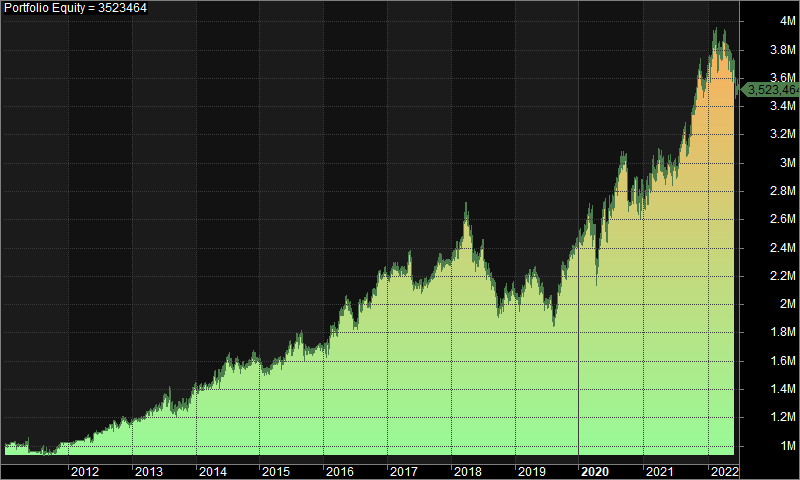 Portfolio Equity = 3523464
4M
3.8M
3.6M
3,523,464
3.4M
3.2M
3M
2.8M
2.6M
2.4M
2.2M
2M
1.8M
1.6M
1.4M
1.2M
1M
2012 2013 2014 2015 2016 2017 2018 2019 2020 2021 2022